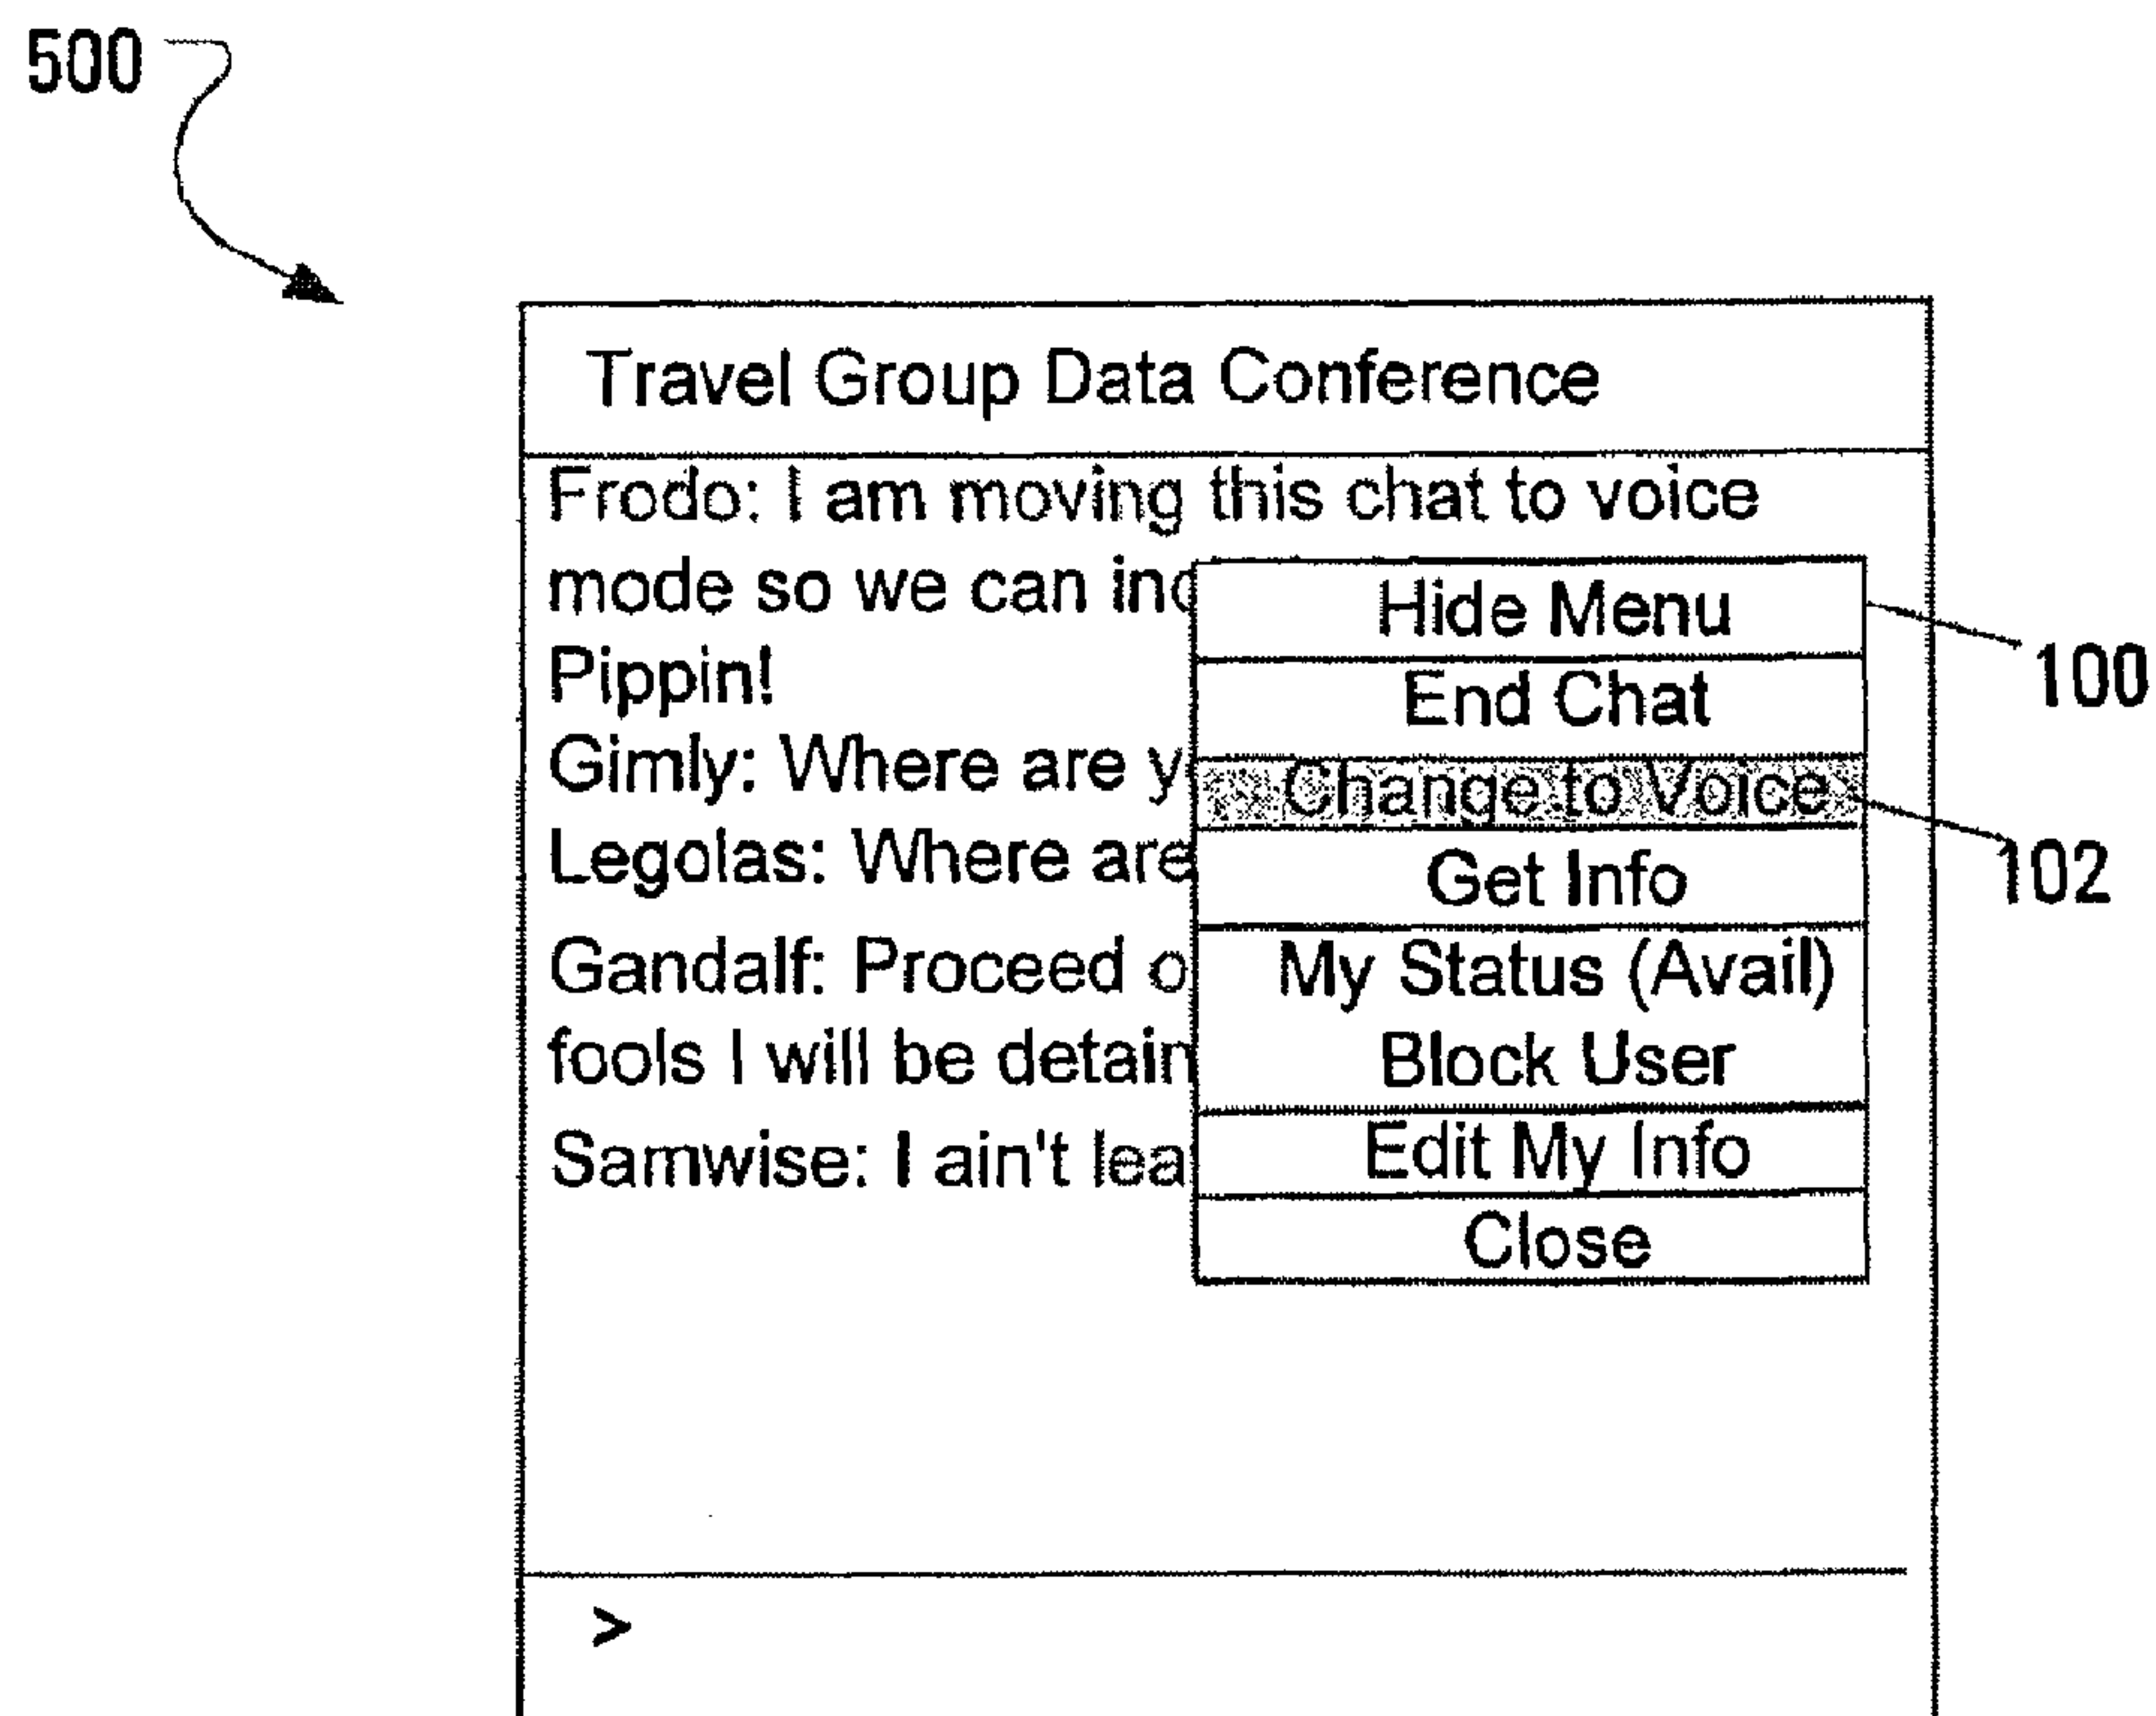 500
Travel Group Data Conference
Frodo: I am moving this chat to voice
mode so we can inc
Pippin!
Gimly: Where are y
Legolas: Where are
Gandalf: Proceed o
fools I will be detain
Samwise: I ain't lea
Hide Menu
End Chat
Change to Voice
Get Info
My Status (Avail)
Block User
Edit My Info
Close
100
102
>